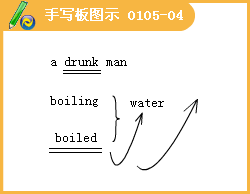 手写板图示 0105-04
a drunk man
boiling
water
boiled